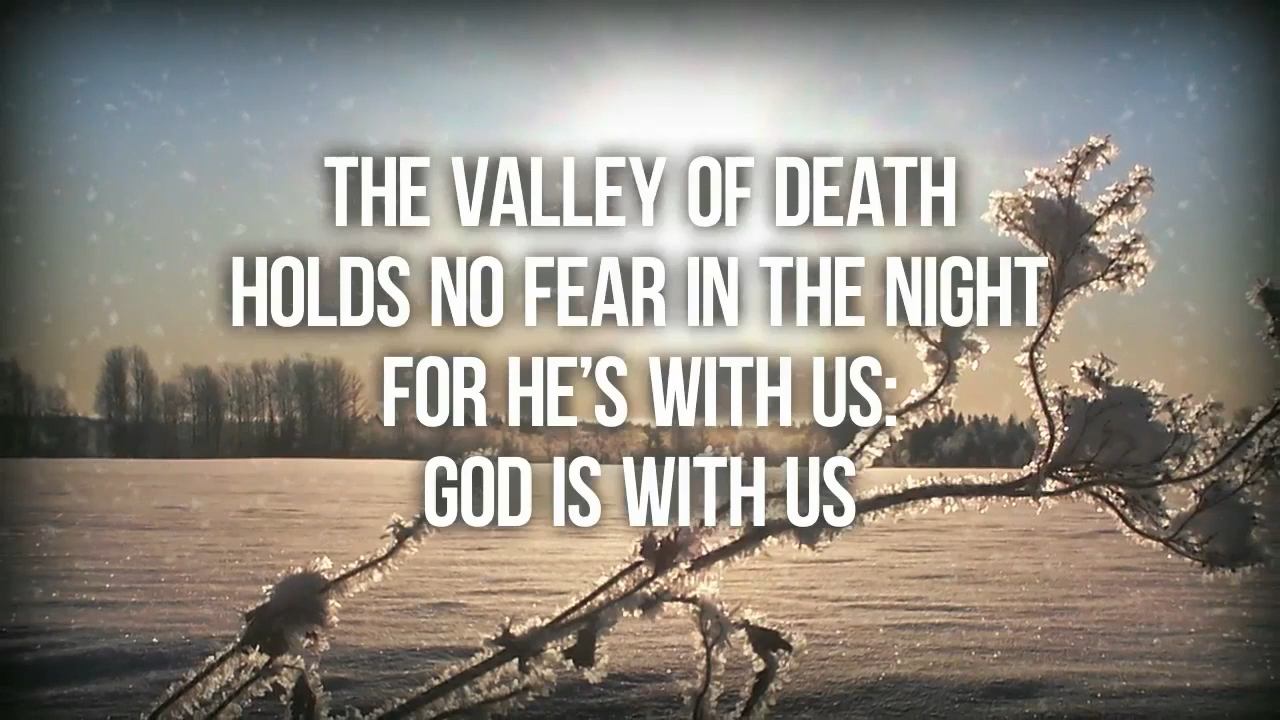 THE VALLEY OF DEATH
HOLDS NO FEAR IN THE NIGHT
FOR HE’S WITH US:
GOD IS WITH US